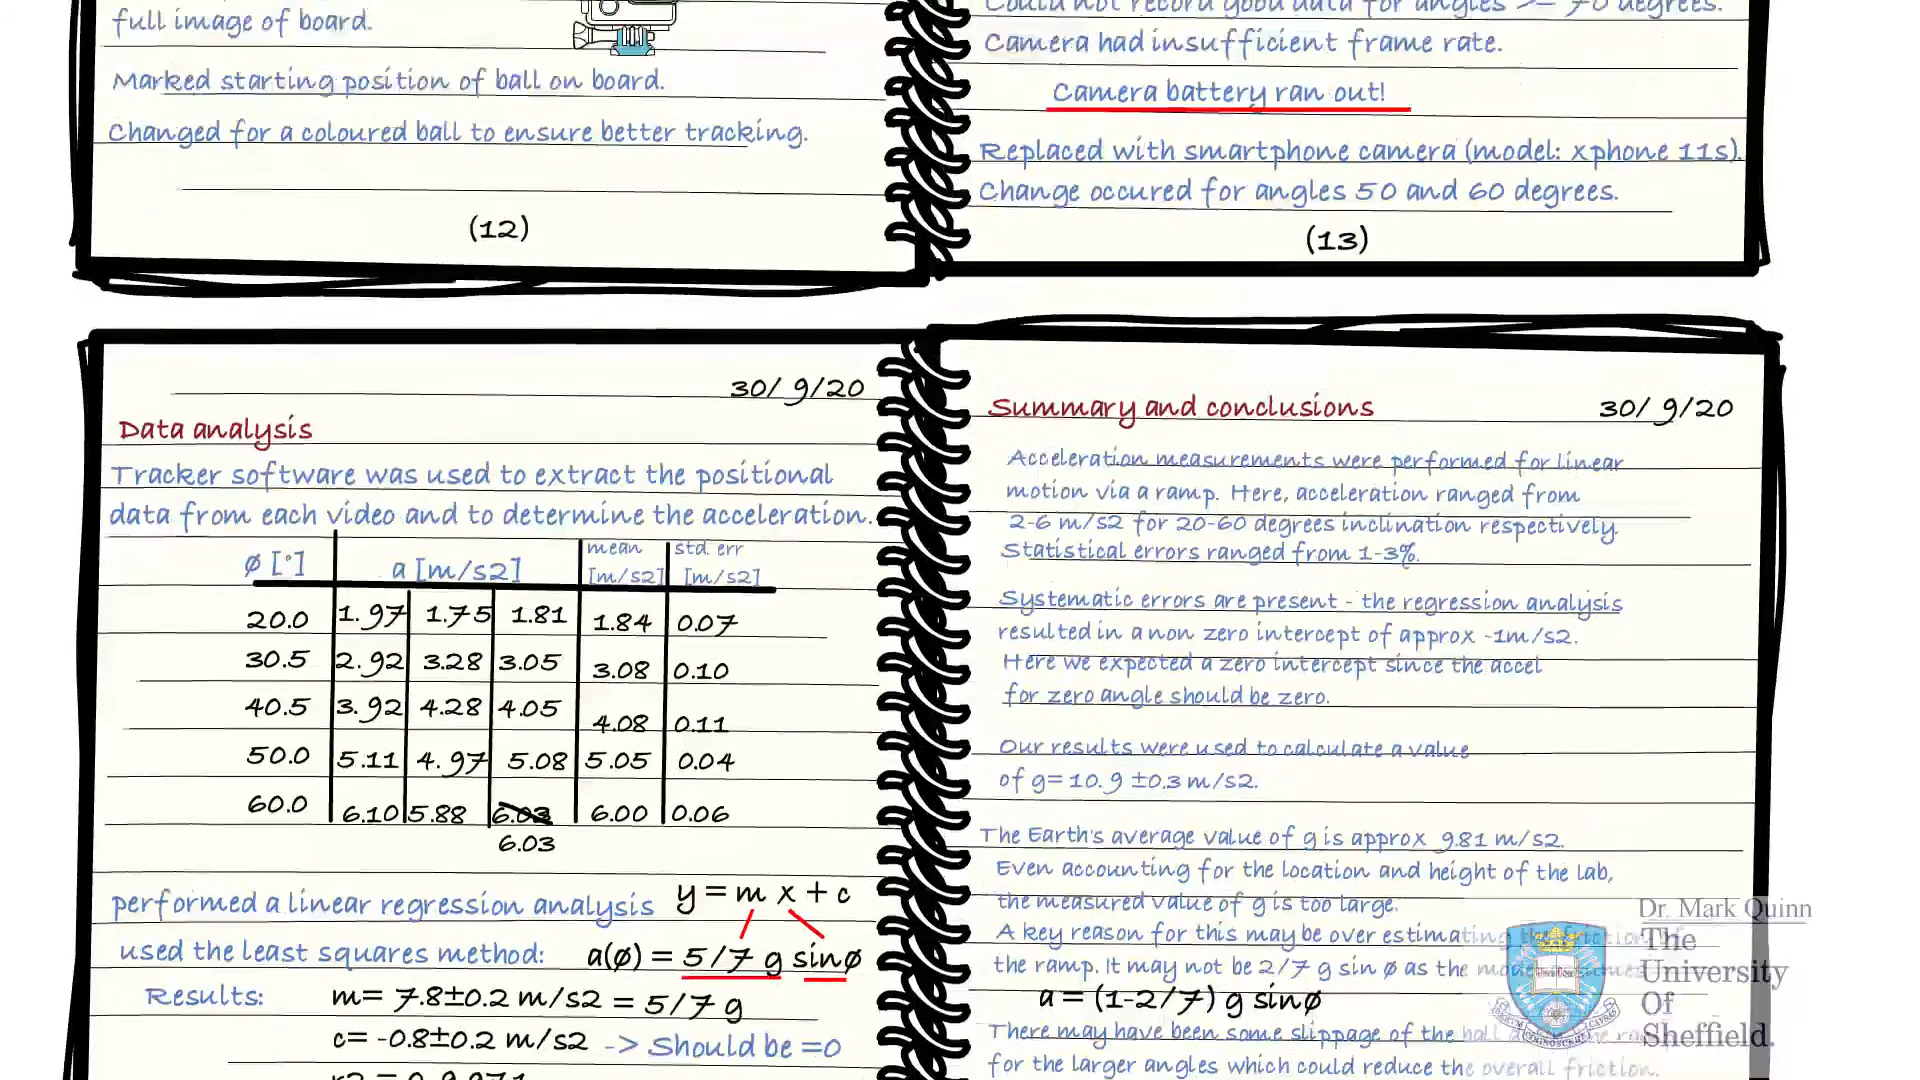 full image of board.
Marked starting position of ball on board.
Changed for a coloured ball to ensure better tracking.
(12)
Could not record good data for angles >= 70 degrees.
Camera had insufficient frame rate.
Camera battery ran out!
Replaced with smartphone camera (model: xphone 11s).
Change occured for angles 50 and 60 degrees.
(13)
30/9/20
Data analysis
Tracker software was used to extract the positional
data from each video and to determine the acceleration.
ø [°] a [m/s2] mean [m/s2] std. err [m/s2]
20.0 1.97 1.75 1.81 1.84 0.07
30.5 2.92 3.28 3.05 3.08 0.10
40.5 3.92 4.28 4.05 4.08 0.11
50.0 5.11 4.97 5.08 5.05 0.04
60.0 6.10 5.88 6.03 6.00 0.06
6.03
performed a linear regression analysis y = m x + c
used the least squares method: a(ø) = 5/7 g sinø
Results: m= 7.8±0.2 m/s2 = 5/7 g
c= -0.8±0.2 m/s2 -> Should be =0
Summary and conclusions 30/9/20
Acceleration measurements were performed for linear
motion via a ramp. Here, acceleration ranged from
2-6 m/s2 for 20-60 degrees inclination respectively.
Statistical errors ranged from 1-3%.
Systematic errors are present - the regression analysis
resulted in a non zero intercept of approx -1m/s2.
Here we expected a zero intercept since the accel
for zero angle should be zero.
Our results were used to calculate a value
of g= 10.9 ±0.3 m/s2.
The Earth's average value of g is approx 9.81 m/s2.
Even accounting for the location and height of the lab,
the measured value of g is too large.
A key reason for this may be over estimating the friction of
the ramp. It may not be 2/7 g sin ø as the model
a = (1-2/7) g sinø
There may have been some slippage of the ball
for the larger angles which could reduce the overall friction.
Dr. Mark Quinn
The
University
Of
Sheffield.